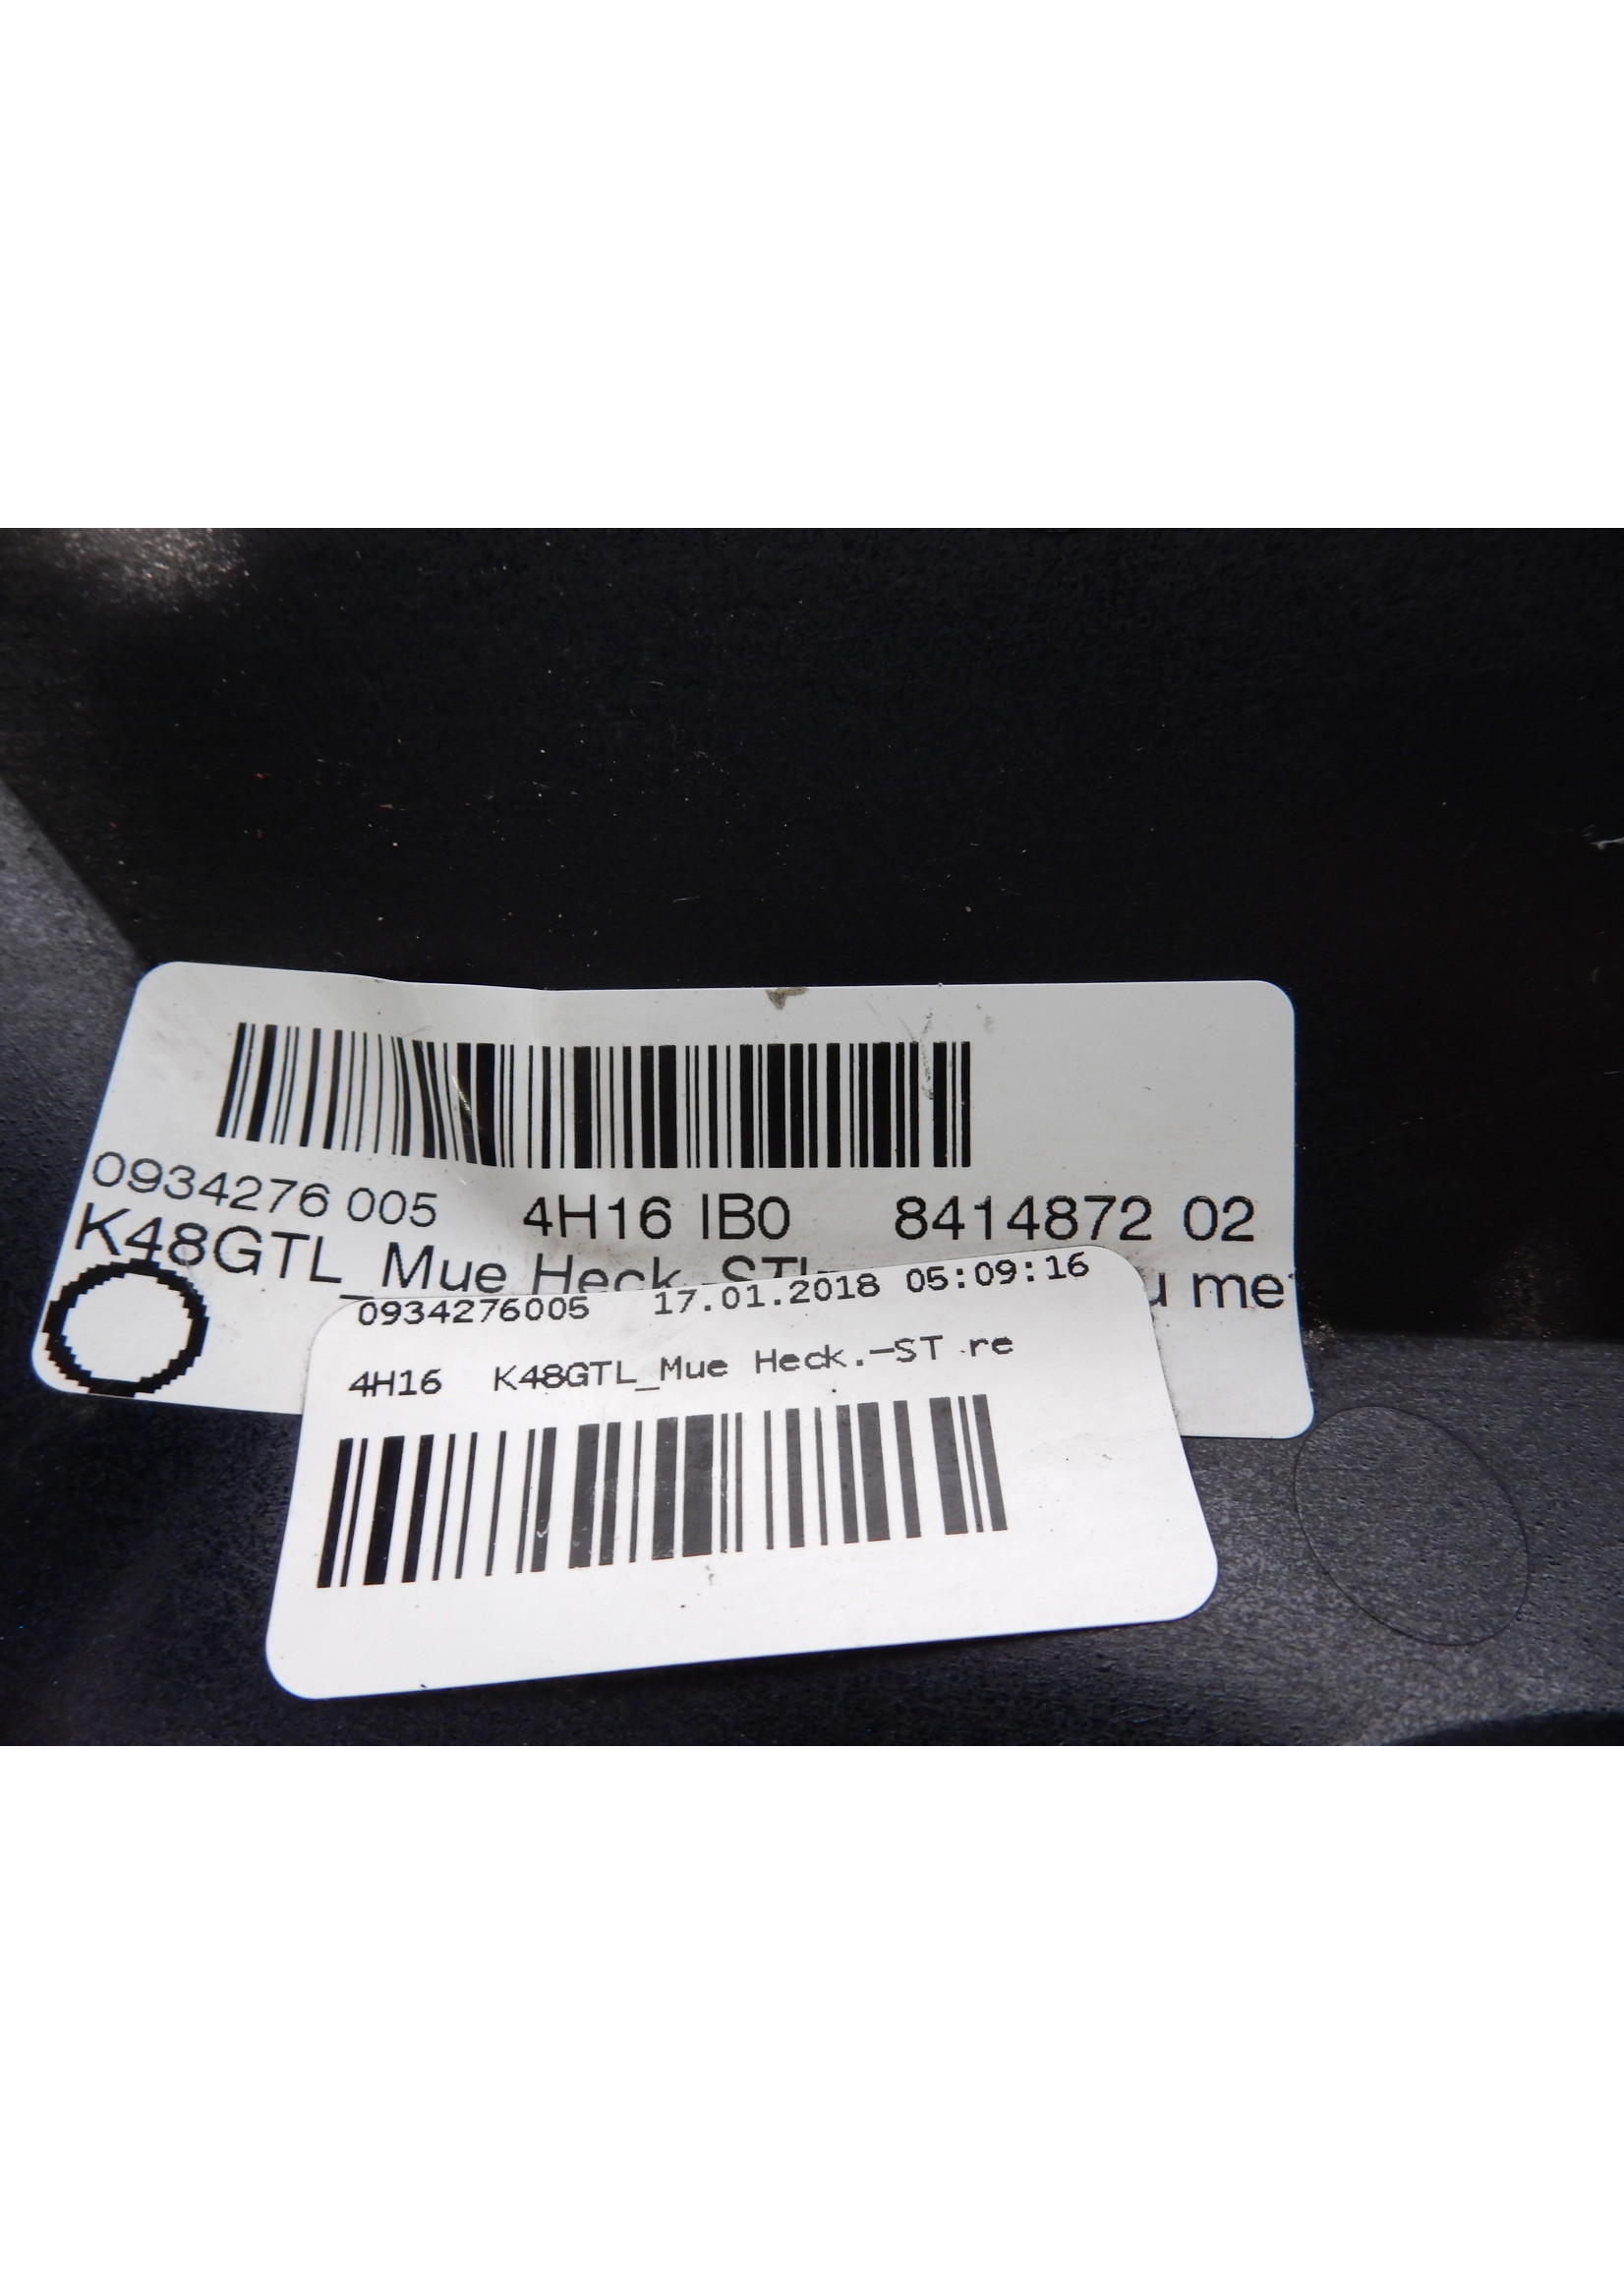 0934276 005 4H16 IB0 8414872 02
K48GTL_Mue Heck.-ST
0934276005 17.01.2018 05:09:16
4H16 K48GTL_Mue Heck.-ST re